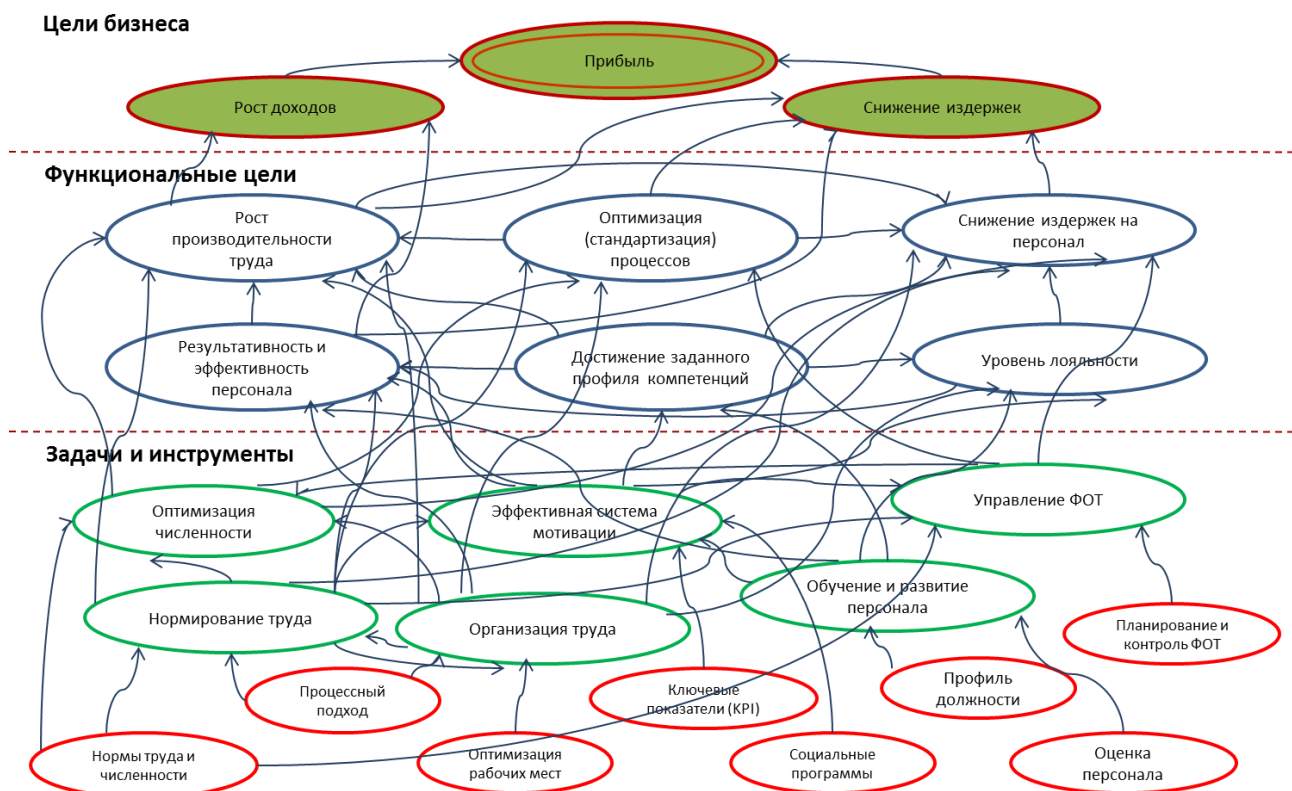 Цели бизнеса
Прибыль
Рост доходов
Снижение издержек
Функциональные цели
Рост
производительности
труда
Оптимизация
(стандартизация)
процессов
Снижение издержек на
персонал
Результативность и
эффективность
персонала
Достижение заданного
профиля компетенций
Уровень лояльности
Задачи и инструменты
Оптимизация
численности
Эффективная система
мотивации
Управление ФОТ
Нормирование труда
Организация труда
Обучение и развитие
персонала
Планирование и
контроль ФОТ
Процессный
подход
Ключевые
показатели (KPI)
Профиль
должности
Нормы труда и
численности
Оптимизация
рабочих мест
Социальные
программы
Оценка
персонала